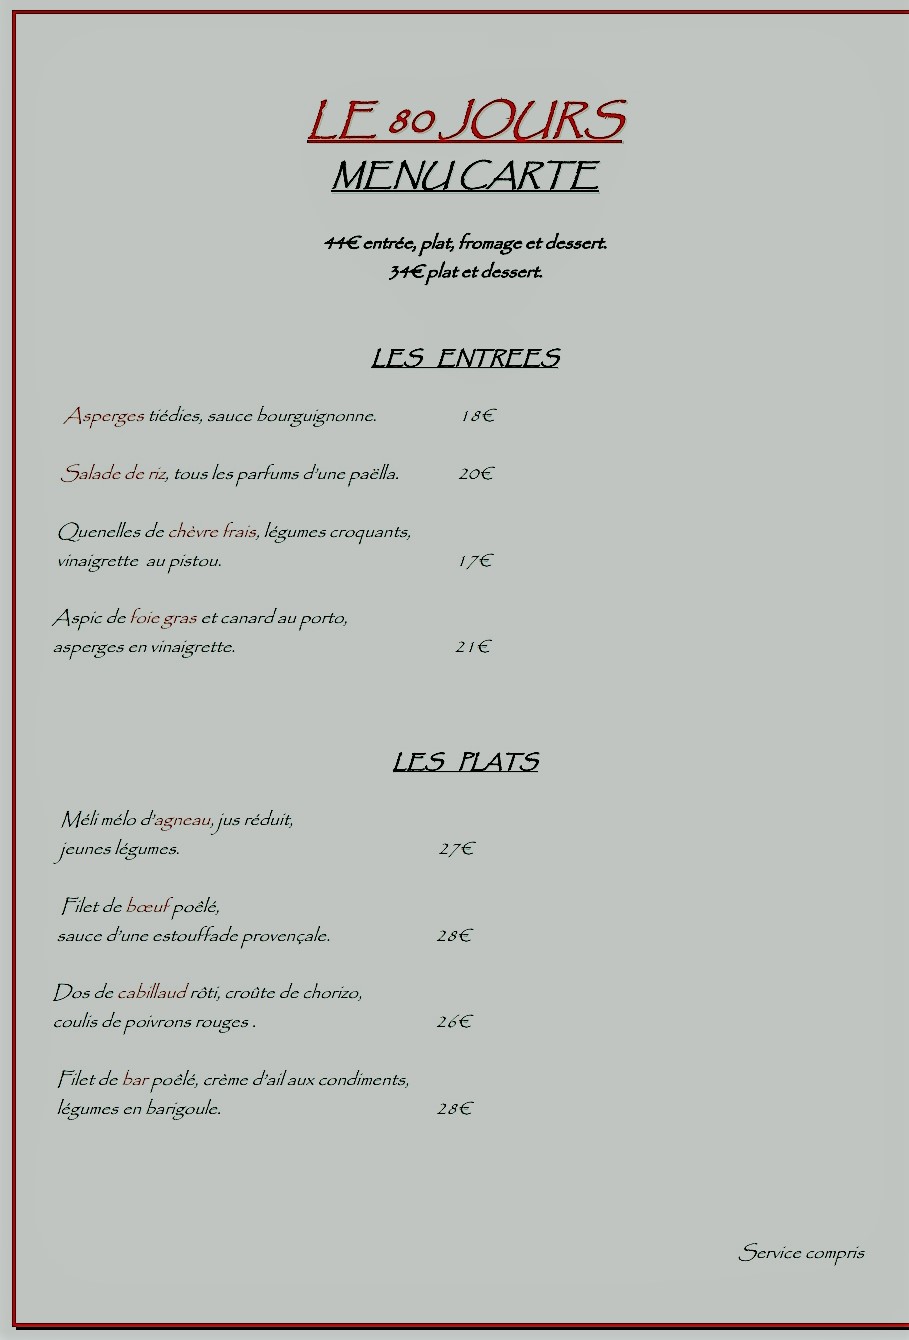 LE 80 JOURS
MENU CARTE
44€ entrée, plat, fromage et dessert.
34€ plat et dessert.
LES ENTREES
Asperges tiédies, sauce bourguignonne. 18€
Salade de riz, tous les parfums d'une paëlla. 20€
Quenelles de chèvre frais, légumes croquants,
vinaigrette au pistou. 17€
Aspic de foie gras et canard au porto,
asperges en vinaigrette. 21€
LES PLATS
Méli mélo d'agneau, jus réduit,
jeunes légumes. 27€
Filet de bœuf poêlé,
sauce d'une estouffade provençale. 28€
Dos de cabillaud rôti, croûte de chorizo,
coulis de poivrons rouges . 26€
Filet de bar poêlé, crème d'ail aux condiments,
légumes en barigoule. 28€
Service compris